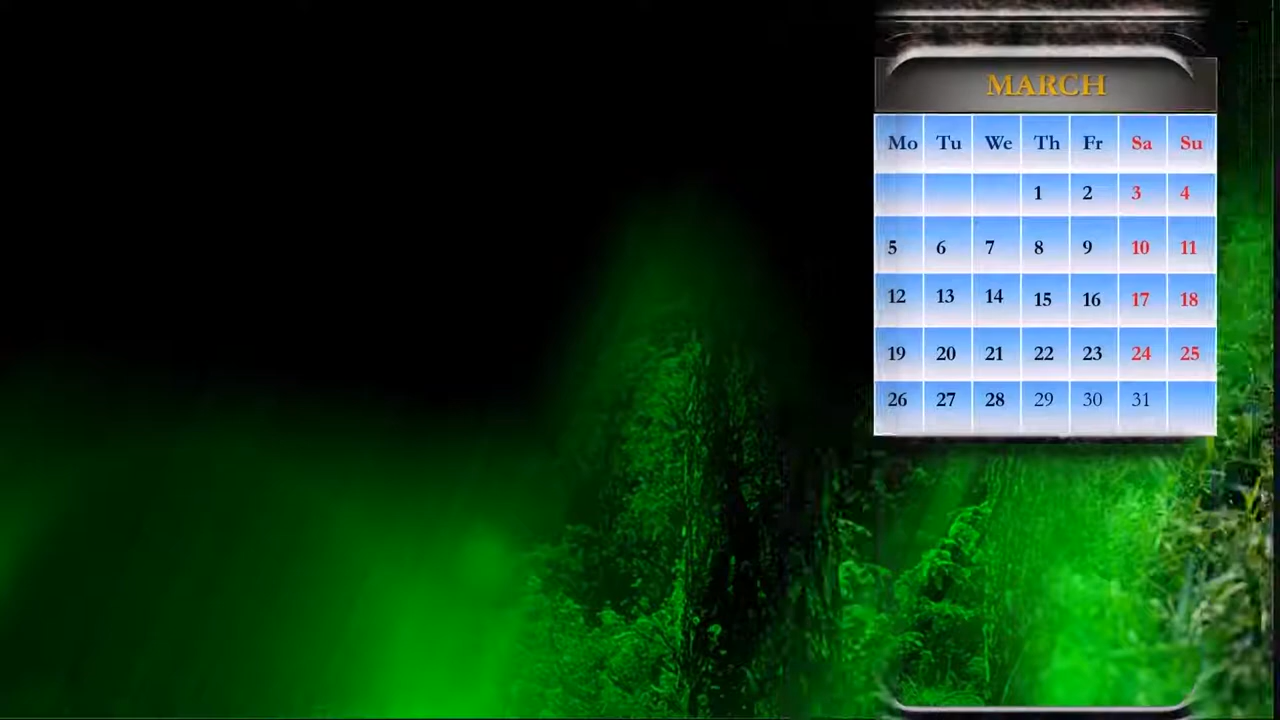 MARCH
Mo Tu We Th Fr Sa Su
1 2 3 4
5 6 7 8 9 10 11
12 13 14 15 16 17 18
19 20 21 22 23 24 25
26 27 28 29 30 31